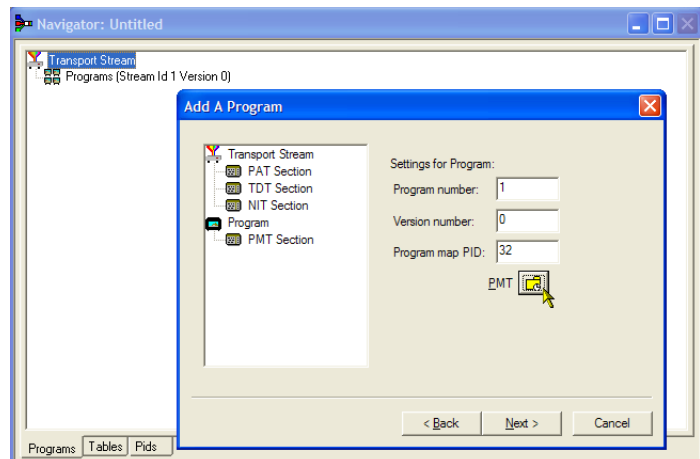 Navigator: Untitled
Transport Stream
Programs (Stream Id 1 Version 0)
Add A Program
Transport Stream
PAT Section
TDT Section
NIT Section
Program
PMT Section
Settings for Program:
Program number: 1
Version number: 0
Program map PID: 32
PMT
< Back Next > Cancel
Programs Tables Pids